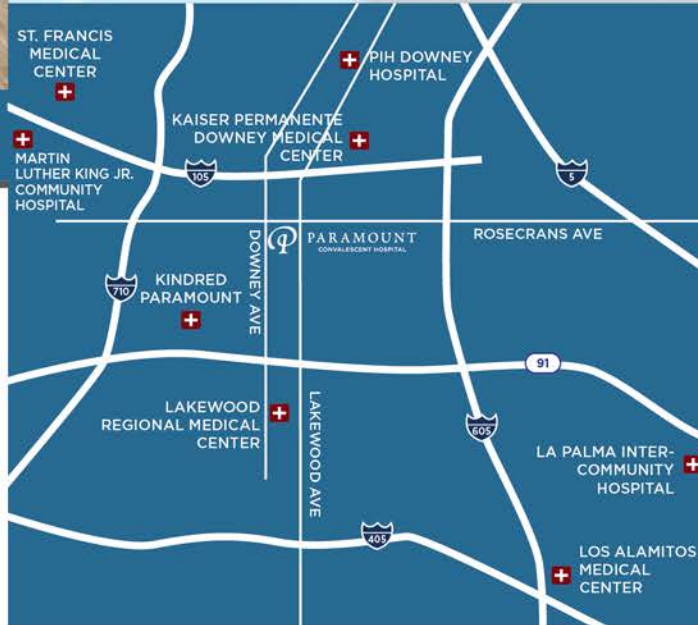 ST. FRANCIS
MEDICAL
CENTER
PIH DOWNEY
HOSPITAL
KAISER PERMANENTE
DOWNEY MEDICAL
CENTER
MARTIN
LUTHER KING JR.
COMMUNITY
HOSPITAL
105
5
DOWNEY AVE
P PARAMOUNT
CONVALESCENT HOSPITAL
ROSECRANS AVE
710
KINDRED
PARAMOUNT
91
LAKEWOOD
REGIONAL MEDICAL
CENTER
LAKEWOOD AVE
605
LA PALMA INTER-
COMMUNITY
HOSPITAL
405
LOS ALAMITOS
MEDICAL
CENTER